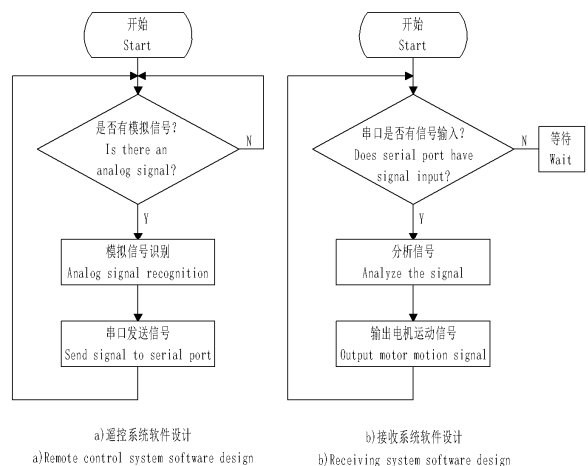 开始
Start
是否有模拟信号?
Is there an
analog signal?
N
Y
模拟信号识别
Analog signal recognition
串口发送信号
Send signal to serial port
a)遥控系统软件设计
a)Remote control system software design
开始
Start
串口是否有信号输入?
Does serial port have
signal input?
N
等待
Wait
Y
分析信号
Analyze the signal
输出电机运动信号
Output motor motion signal
b)接收系统软件设计
b)Receiving system software design